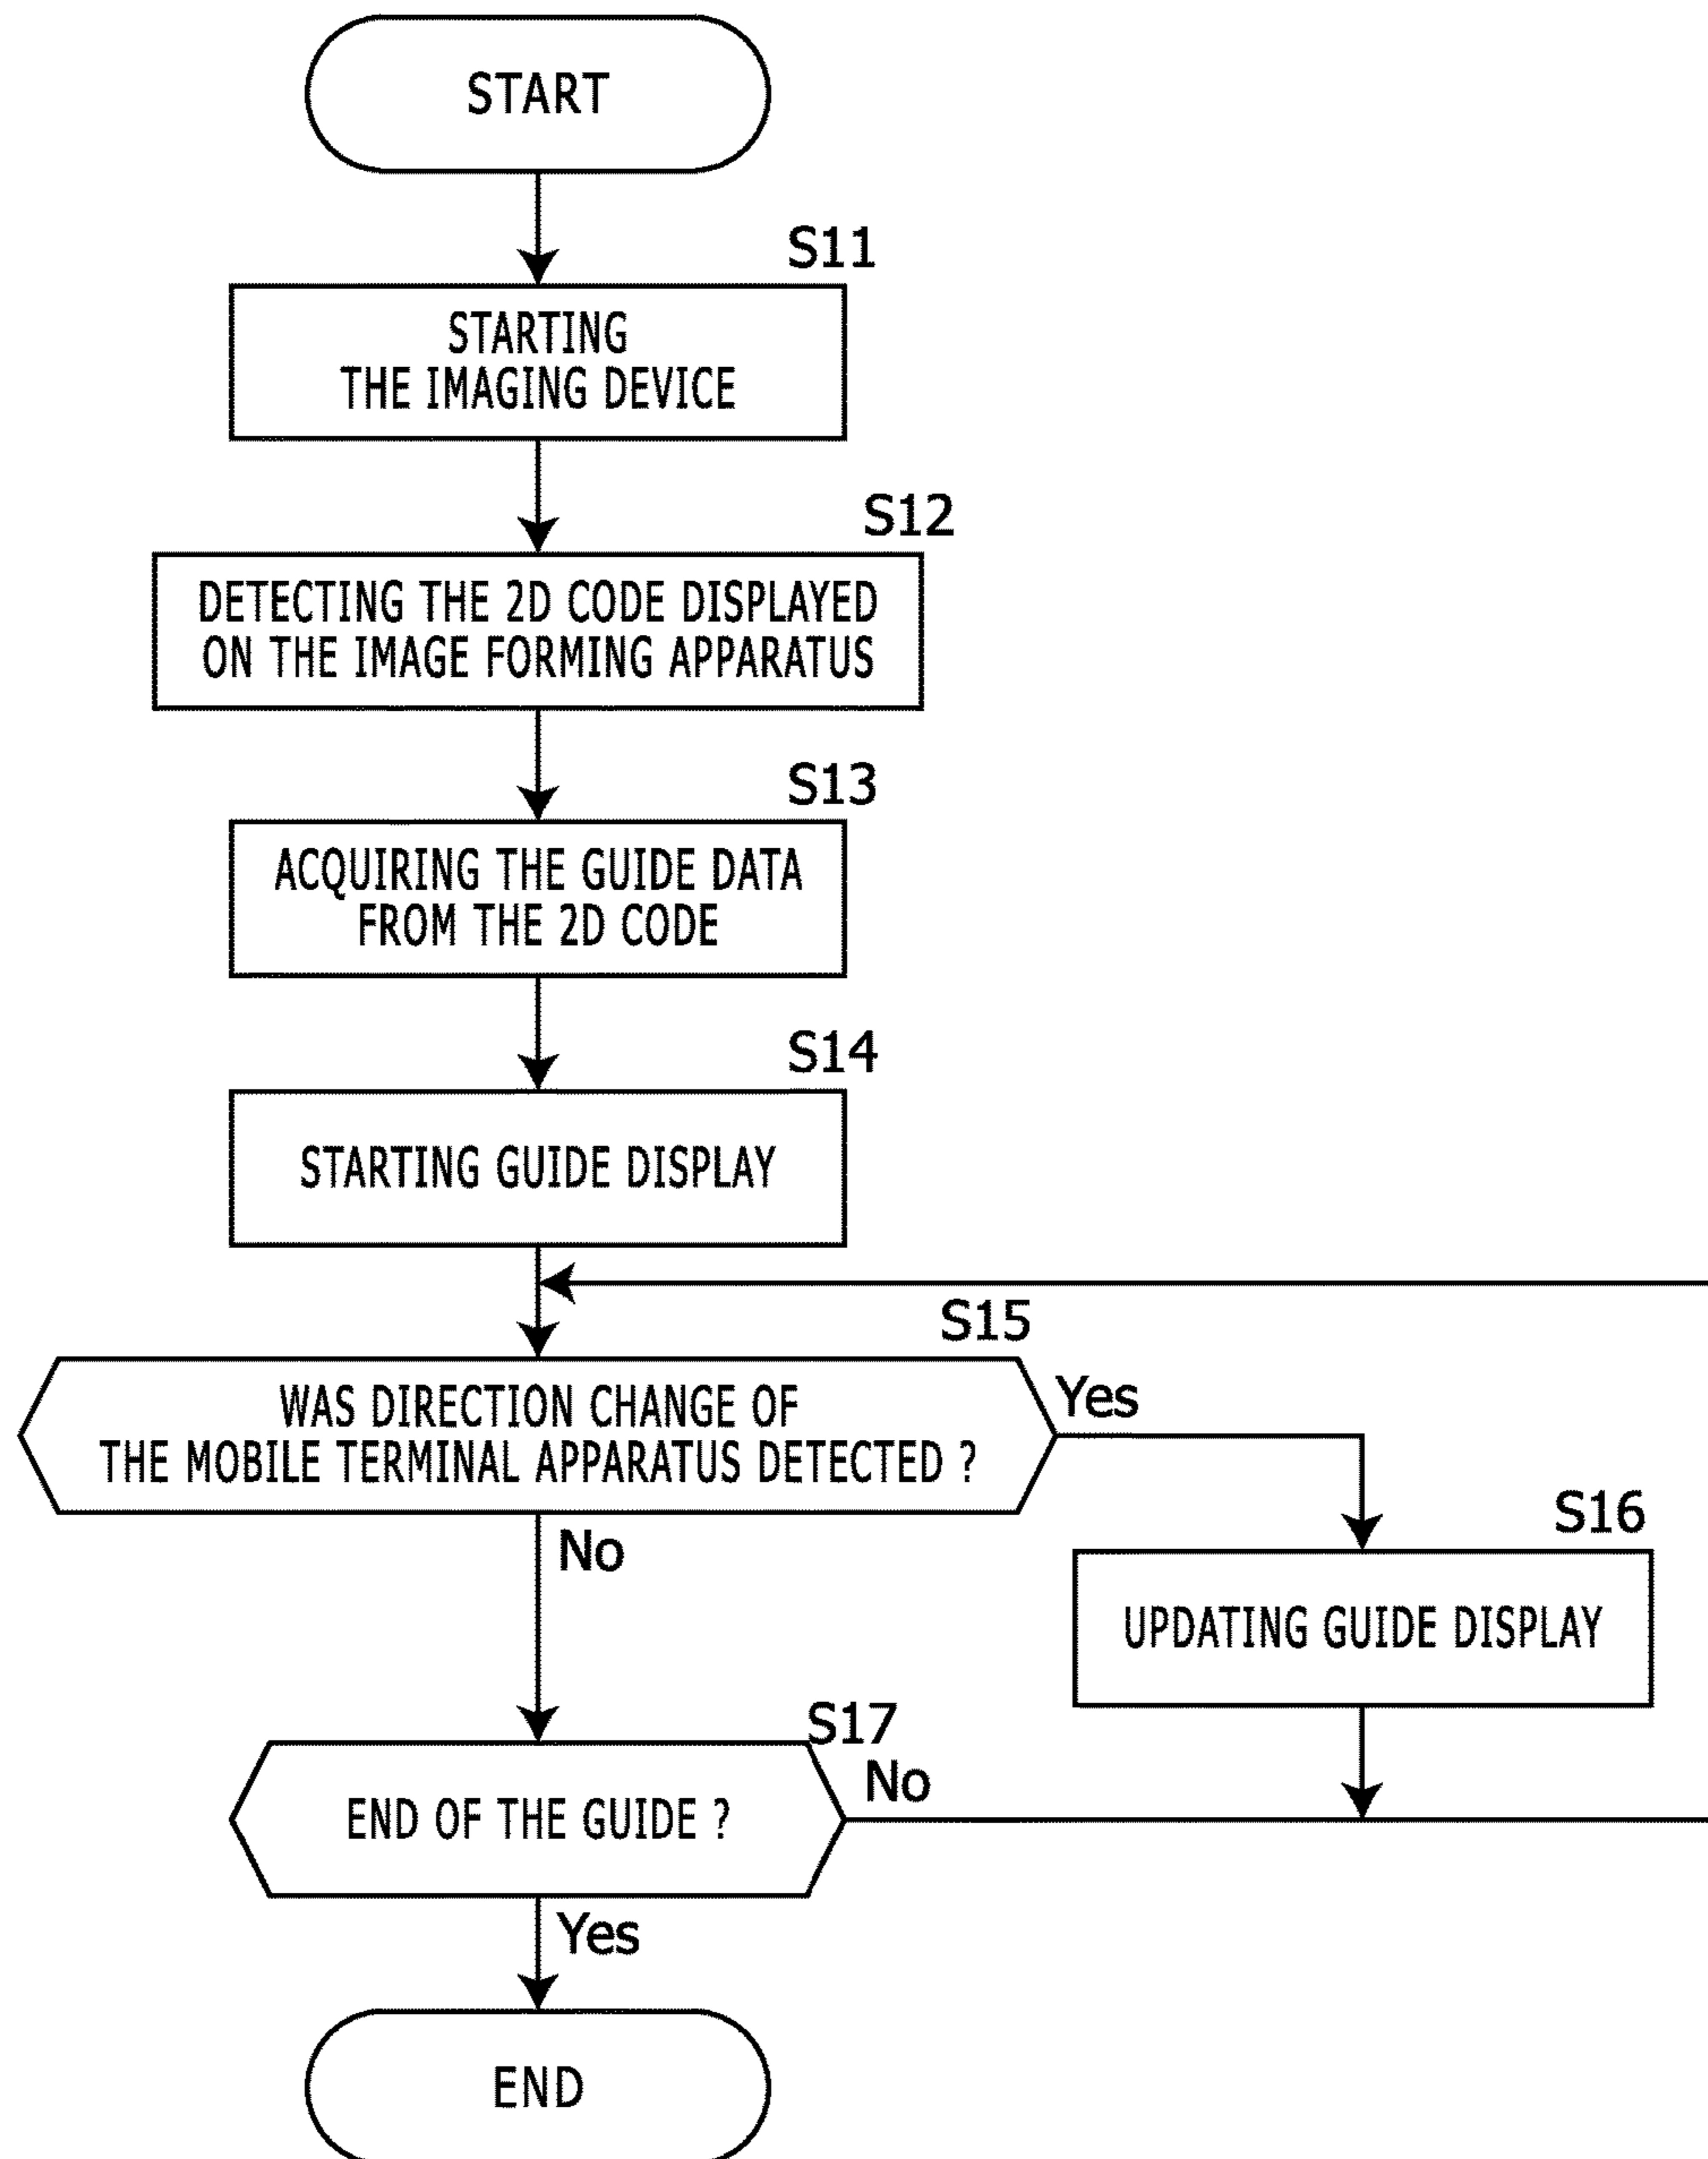 START
S11
STARTING
THE IMAGING DEVICE
S12
DETECTING THE 2D CODE DISPLAYED
ON THE IMAGE FORMING APPARATUS
S13
ACQUIRING THE GUIDE DATA
FROM THE 2D CODE
S14
STARTING GUIDE DISPLAY
S15
WAS DIRECTION CHANGE OF
THE MOBILE TERMINAL APPARATUS DETECTED ?
Yes
No
S16
UPDATING GUIDE DISPLAY
S17
END OF THE GUIDE ?
No
Yes
END